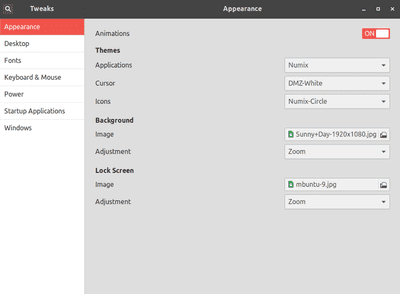 Tweaks Appearance
Appearance
Desktop
Fonts
Keyboard & Mouse
Power
Startup Applications
Windows
Animations ON
Themes
Applications Numix
Cursor DMZ-White
Icons Numix-Circle
Background
Image Sunny+Day-1920x1080.jpg
Adjustment Zoom
Lock Screen
Image mbuntu-9.jpg
Adjustment Zoom